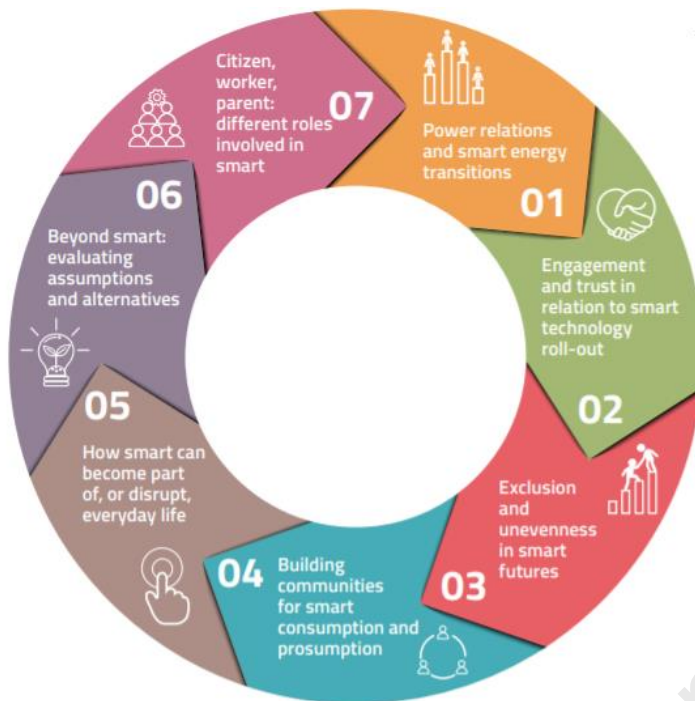 Power relations
and smart energy
transitions
01
Engagement
and trust in
relation to smart
technology
roll-out
02
Exclusion
and
unevenness
in smart
futures
03
04
Building
communities
for smart
consumption and
prosumption
05
How smart can
become part
of, or disrupt,
everyday life
06
Beyond smart:
evaluating
assumptions
and alternatives
Citizen,
worker,
parent:
different roles
involved in
smart
07